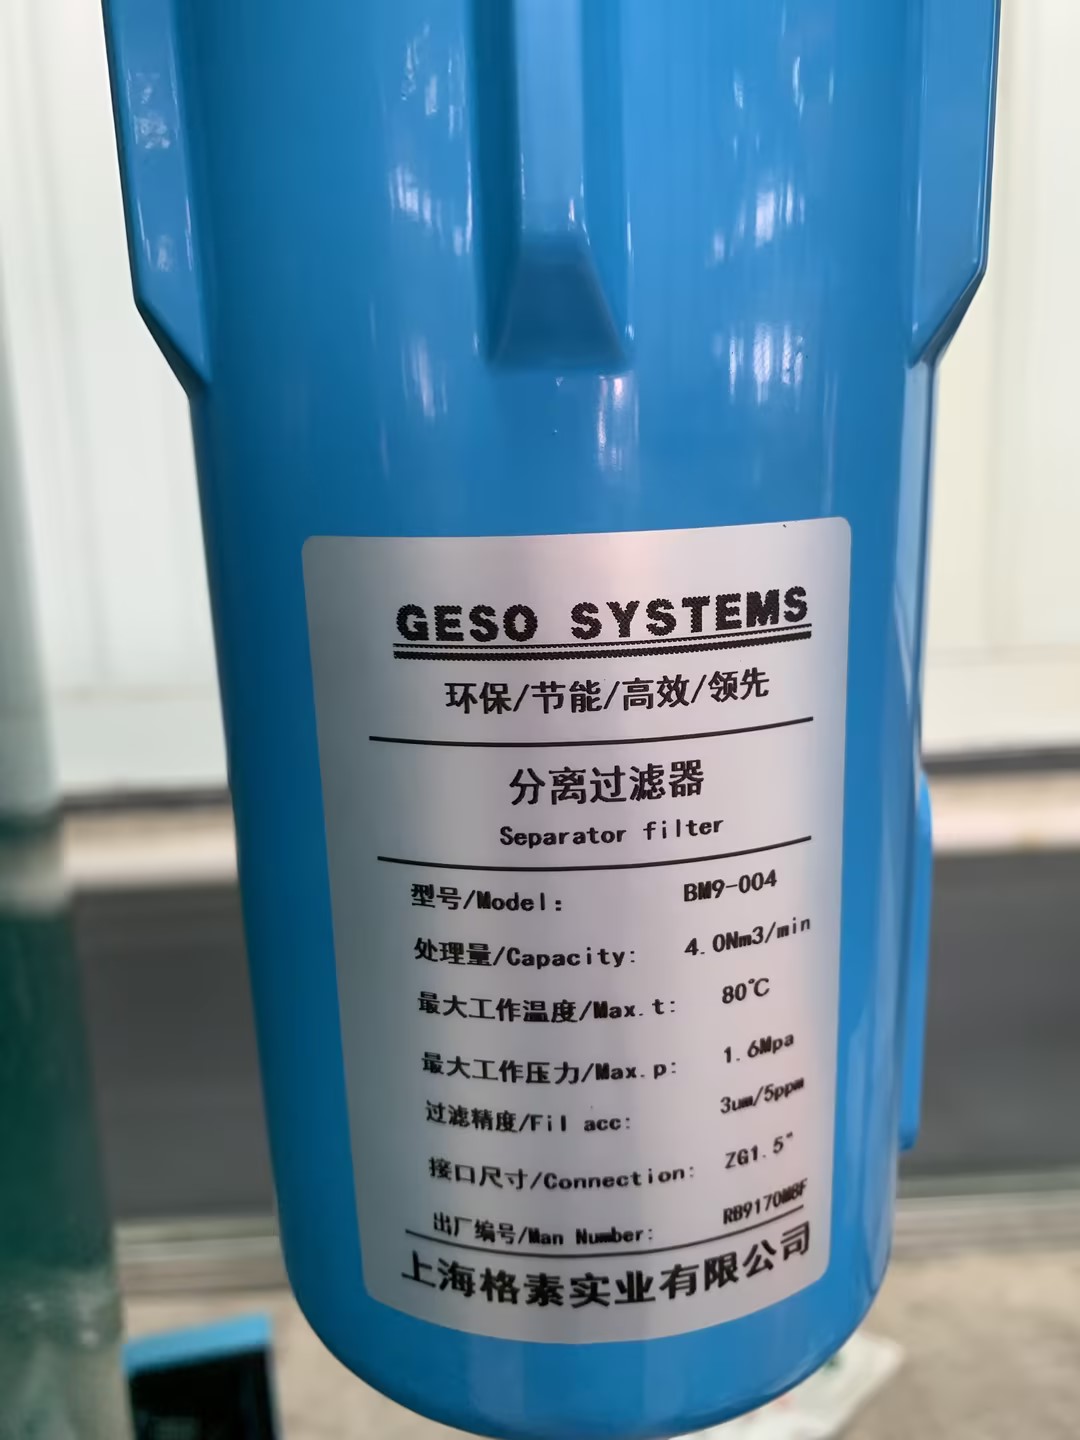 GESO SYSTEMS
环保/节能/高效/领先
分离过滤器
Separator filter
型号/Model: BM9-004
处理量/Capacity: 4.0Nm3/min
最大工作温度/Max.t: 80℃
最大工作压力/Max.p: 1.6Mpa
过滤精度/Fil acc: 3um/5ppm
接口尺寸/Connection: ZG1.5"
出厂编号/Man Number: RB9170MBF
上海格素实业有限公司